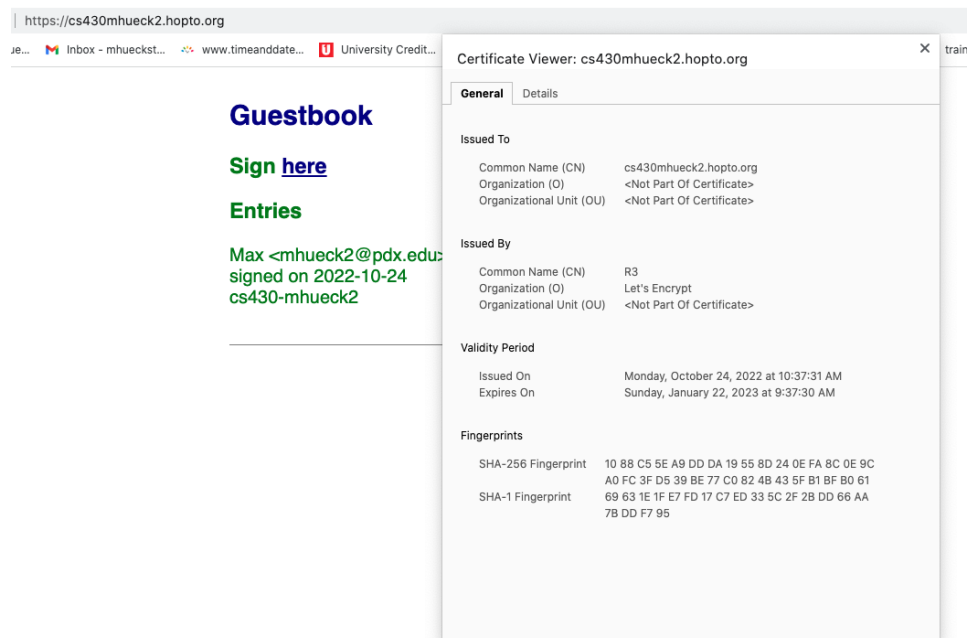 https://cs430mhueck2.hopto.org
ue... Inbox - mhueckst... www.timeanddate... University Credit... train
Guestbook
Sign here
Entries
Max <mhueck2@pdx.edu>
signed on 2022-10-24
cs430-mhueck2
Certificate Viewer: cs430mhueck2.hopto.org
General Details
Issued To
Common Name (CN) cs430mhueck2.hopto.org
Organization (O) <Not Part Of Certificate>
Organizational Unit (OU) <Not Part Of Certificate>
Issued By
Common Name (CN) R3
Organization (O) Let's Encrypt
Organizational Unit (OU) <Not Part Of Certificate>
Validity Period
Issued On Monday, October 24, 2022 at 10:37:31 AM
Expires On Sunday, January 22, 2023 at 9:37:30 AM
Fingerprints
SHA-256 Fingerprint 10 88 C5 5E A9 DD DA 19 55 8D 24 0E FA 8C 0E 9C
A0 FC 3F D5 39 BE 77 C0 82 4B 43 5F B1 BF B0 61
SHA-1 Fingerprint 69 63 1E 1F E7 FD 17 C7 ED 33 5C 2F 2B DD 66 AA
7B DD F7 95